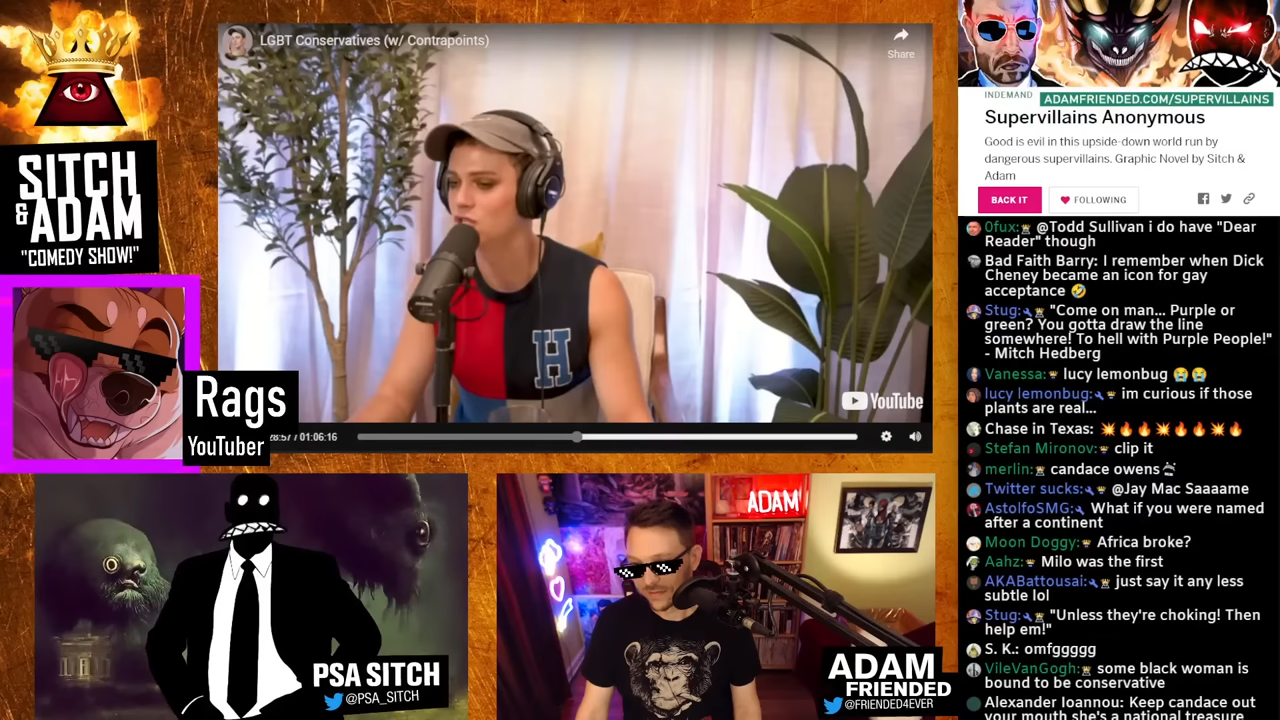 SITCH
& ADAM
"COMEDY SHOW!"
LGBT Conservatives (w/ Contrapoints)
Share
H
YouTube
28:57 / 01:06:16
Rags
YouTuber
PSA SITCH
@PSA_SITCH
ADAM
ADAM
FRIENDED
@FRIENDED4EVER
INDEMAND
ADAMFRIENDED.COM/SUPERVILLAINS
Supervillains Anonymous
Good is evil in this upside-down world run by
dangerous supervillains. Graphic Novel by Sitch &
Adam
BACK IT
FOLLOWING
0fux: @Todd Sullivan i do have "Dear
Reader" though
Bad Faith Barry: I remember when Dick
Cheney became an icon for gay
acceptance 🤣
Stug: "Come on man... Purple or
green? You gotta draw the line
somewhere! To hell with Purple People!"
- Mitch Hedberg
Vanessa: lucy lemonbug 😭😭
lucy lemonbug: im curious if those
plants are real...
Chase in Texas: 💥🔥🔥💥🔥🔥💥🔥
Stefan Mironov: clip it
merlin: candace owens
Twitter sucks: @Jay Mac Saaaame
AstolfoSMG: What if you were named
after a continent
Moon Doggy: Africa broke?
Aahz: Milo was the first
AKABattousai: just say it any less
subtle lol
Stug: "Unless they're choking! Then
help em!"
S. K.: omfggggg
VileVanGogh: some black woman is
bound to be conservative
Alexander Ioannou: Keep candace out
your mouth she's a national treasure